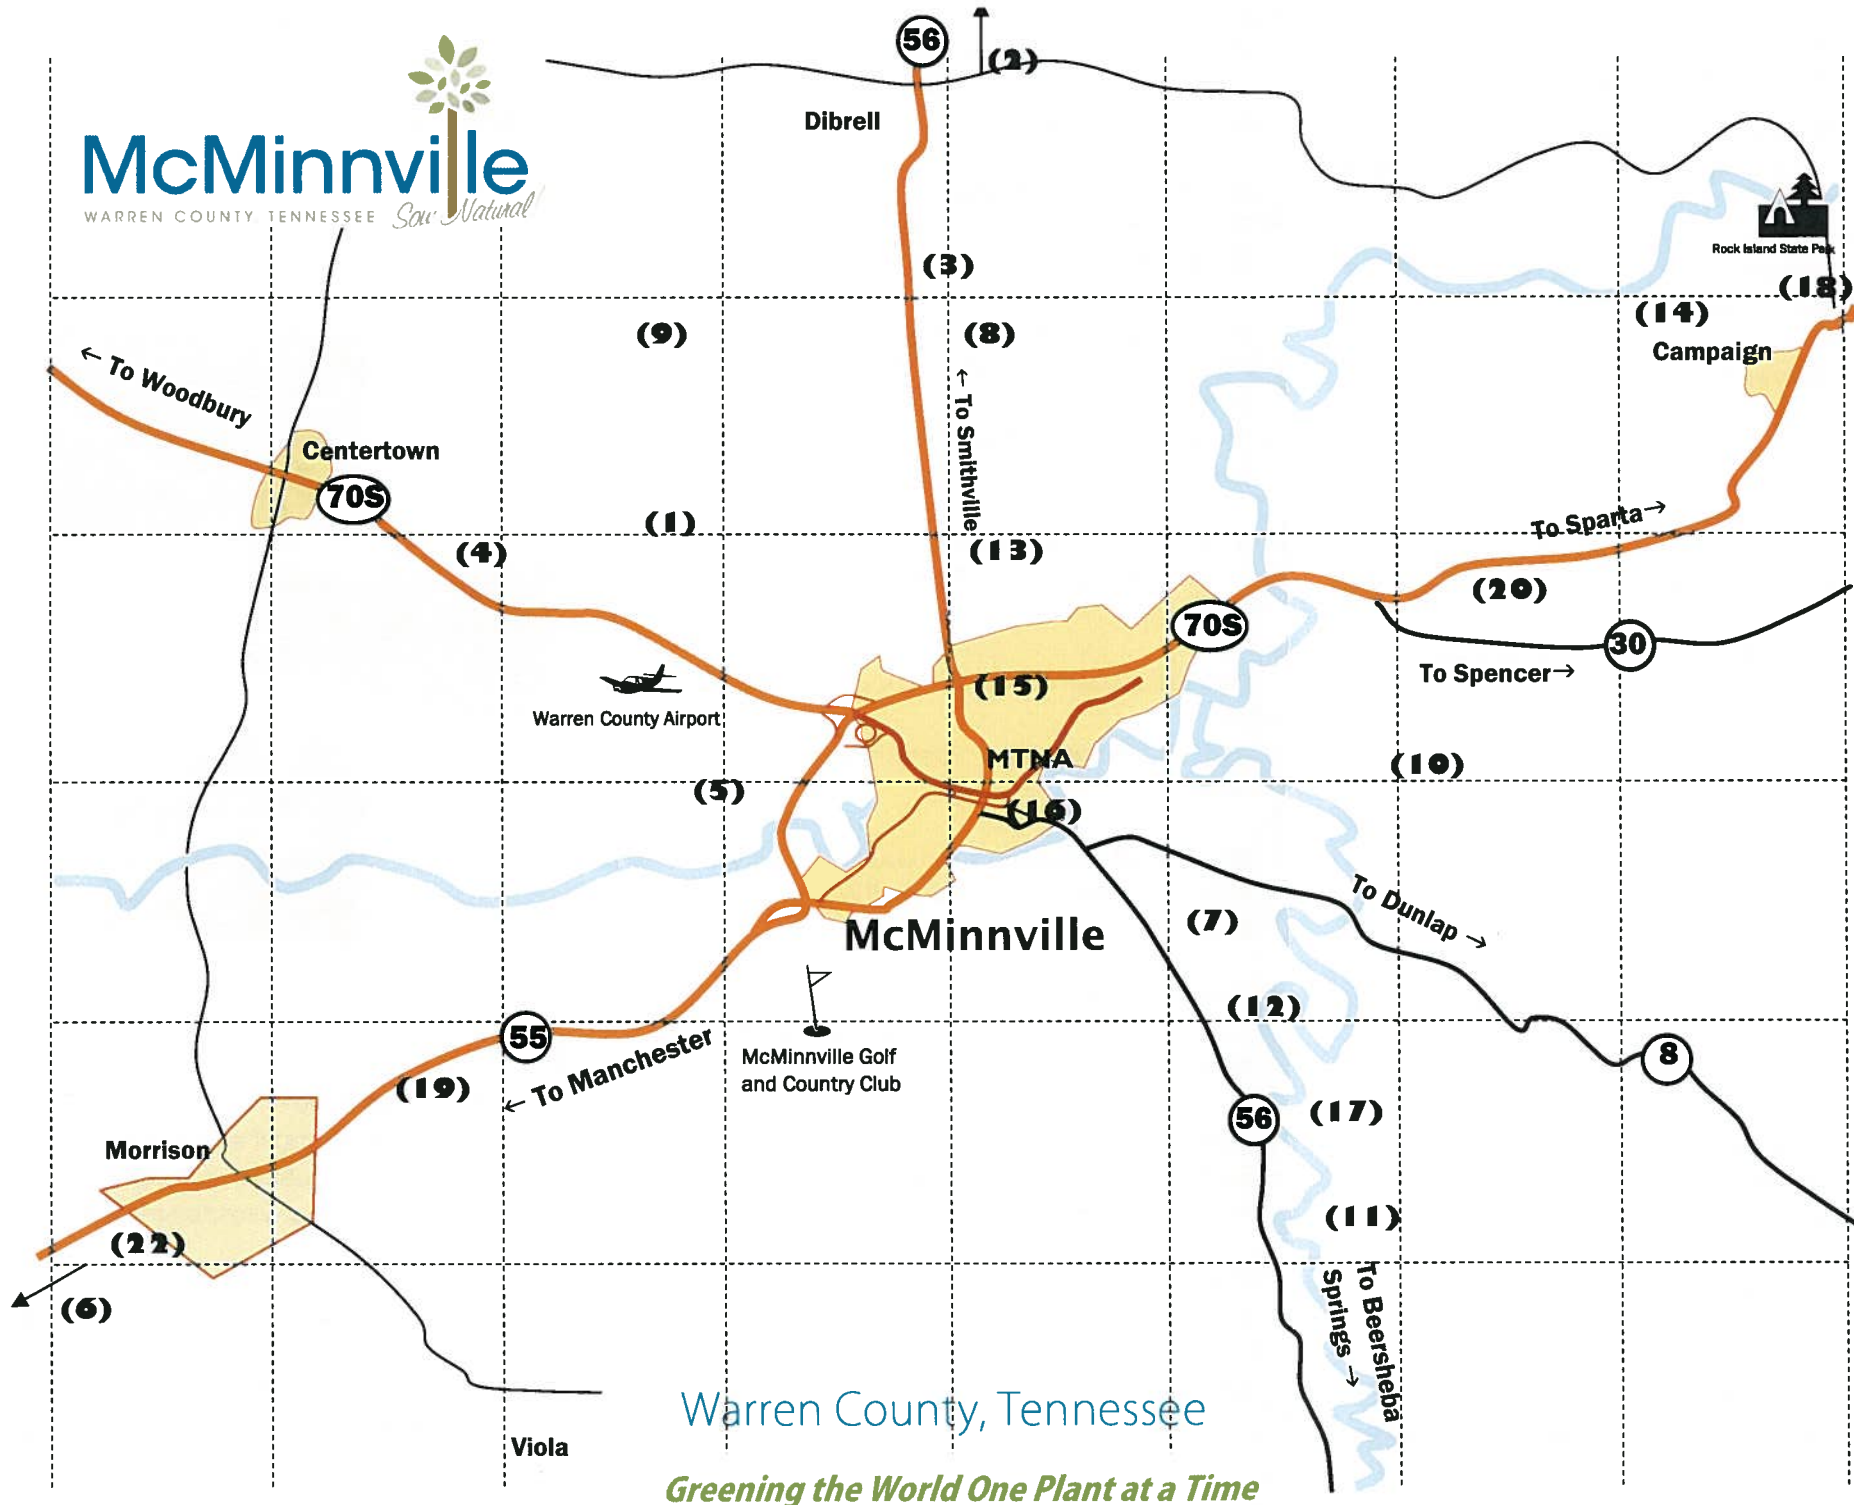 56
(2)
Dibrell
McMinnville
WARREN COUNTY TENNESSEE
Sow Natural
Rock Island State Park
(3)
(18)
(14)
(9)
(8)
Campaign
← To Woodbury
← To Smithville
Centertown
70S
(1)
(4)
(13)
To Sparta→
(20)
70S
30
To Spencer→
(15)
Warren County Airport
MTNA
(10)
(5)
(16)
To Dunlap →
(7)
McMinnville
(12)
55
← To Manchester
McMinnville Golf
and Country Club
8
(19)
56
(17)
Morrison
(11)
(22)
(6)
To Beersheba
Springs →
Warren County, Tennessee
Viola
Greening the World One Plant at a Time